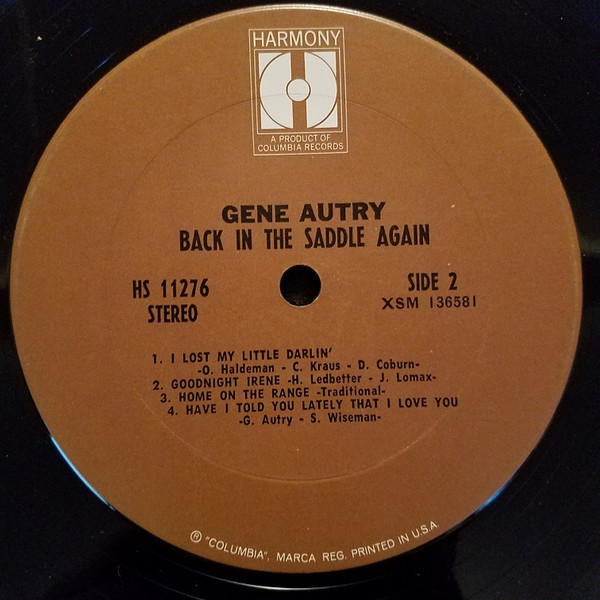 HARMONY
A PRODUCT OF
COLUMBIA RECORDS
GENE AUTRY
BACK IN THE SADDLE AGAIN
HS 11276
STEREO
SIDE 2
XSM 136581
1. I LOST MY LITTLE DARLIN'
-O. Haldeman - C. Kraus - D. Coburn-
2. GOODNIGHT IRENE -H. Ledbetter - J. Lomax-
3. HOME ON THE RANGE -Traditional-
4. HAVE I TOLD YOU LATELY THAT I LOVE YOU
-G. Autry - S. Wiseman-
® "COLUMBIA", MARCA REG. PRINTED IN U.S.A.